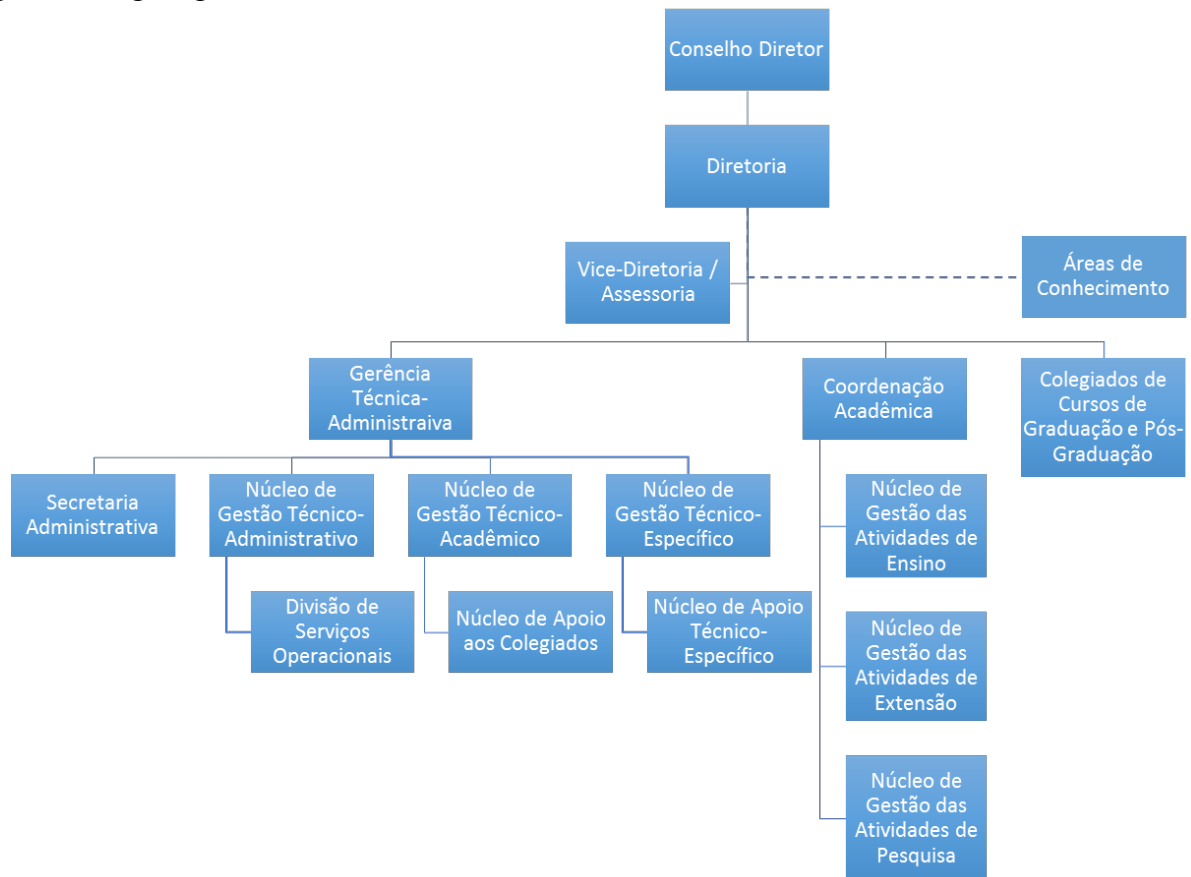 Conselho Diretor
Diretoria
Vice-Diretoria /
Assessoria
Áreas de
Conhecimento
Gerência
Técnica-
Administraiva
Coordenação
Acadêmica
Colegiados de
Cursos de
Graduação e Pós-
Graduação
Secretaria
Administrativa
Núcleo de
Gestão Técnico-
Administrativo
Núcleo de
Gestão Técnico-
Acadêmico
Núcleo de
Gestão Técnico-
Específico
Divisão de
Serviços
Operacionais
Núcleo de Apoio
aos Colegiados
Núcleo de Apoio
Técnico-
Específico
Núcleo de
Gestão das
Atividades de
Ensino
Núcleo de
Gestão das
Atividades de
Extensão
Núcleo de
Gestão das
Atividades de
Pesquisa